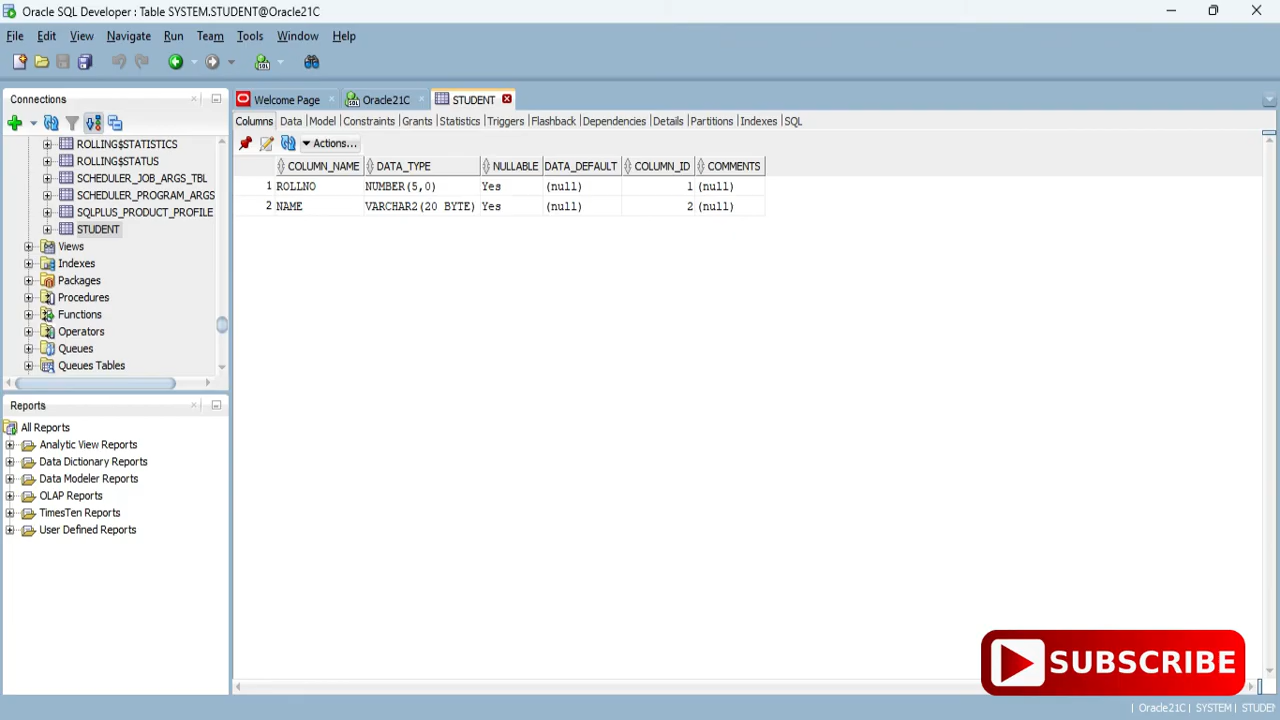 Oracle SQL Developer : Table SYSTEM.STUDENT@Oracle21C
File Edit View Navigate Run Team Tools Window Help
Connections
Welcome Page Oracle21C STUDENT
Columns Data Model Constraints Grants Statistics Triggers Flashback Dependencies Details Partitions Indexes SQL
Actions...
COLUMN_NAME DATA_TYPE NULLABLE DATA_DEFAULT COLUMN_ID COMMENTS
1 ROLLNO NUMBER(5,0) Yes (null) 1 (null)
2 NAME VARCHAR2(20 BYTE) Yes (null) 2 (null)
ROLLING$STATISTICS
ROLLING$STATUS
SCHEDULER_JOB_ARGS_TBL
SCHEDULER_PROGRAM_ARGS
SQLPLUS_PRODUCT_PROFILE
STUDENT
Views
Indexes
Packages
Procedures
Functions
Operators
Queues
Queues Tables
Reports
All Reports
Analytic View Reports
Data Dictionary Reports
Data Modeler Reports
OLAP Reports
TimesTen Reports
User Defined Reports
SUBSCRIBE
Oracle21C | SYSTEM | STUDEN